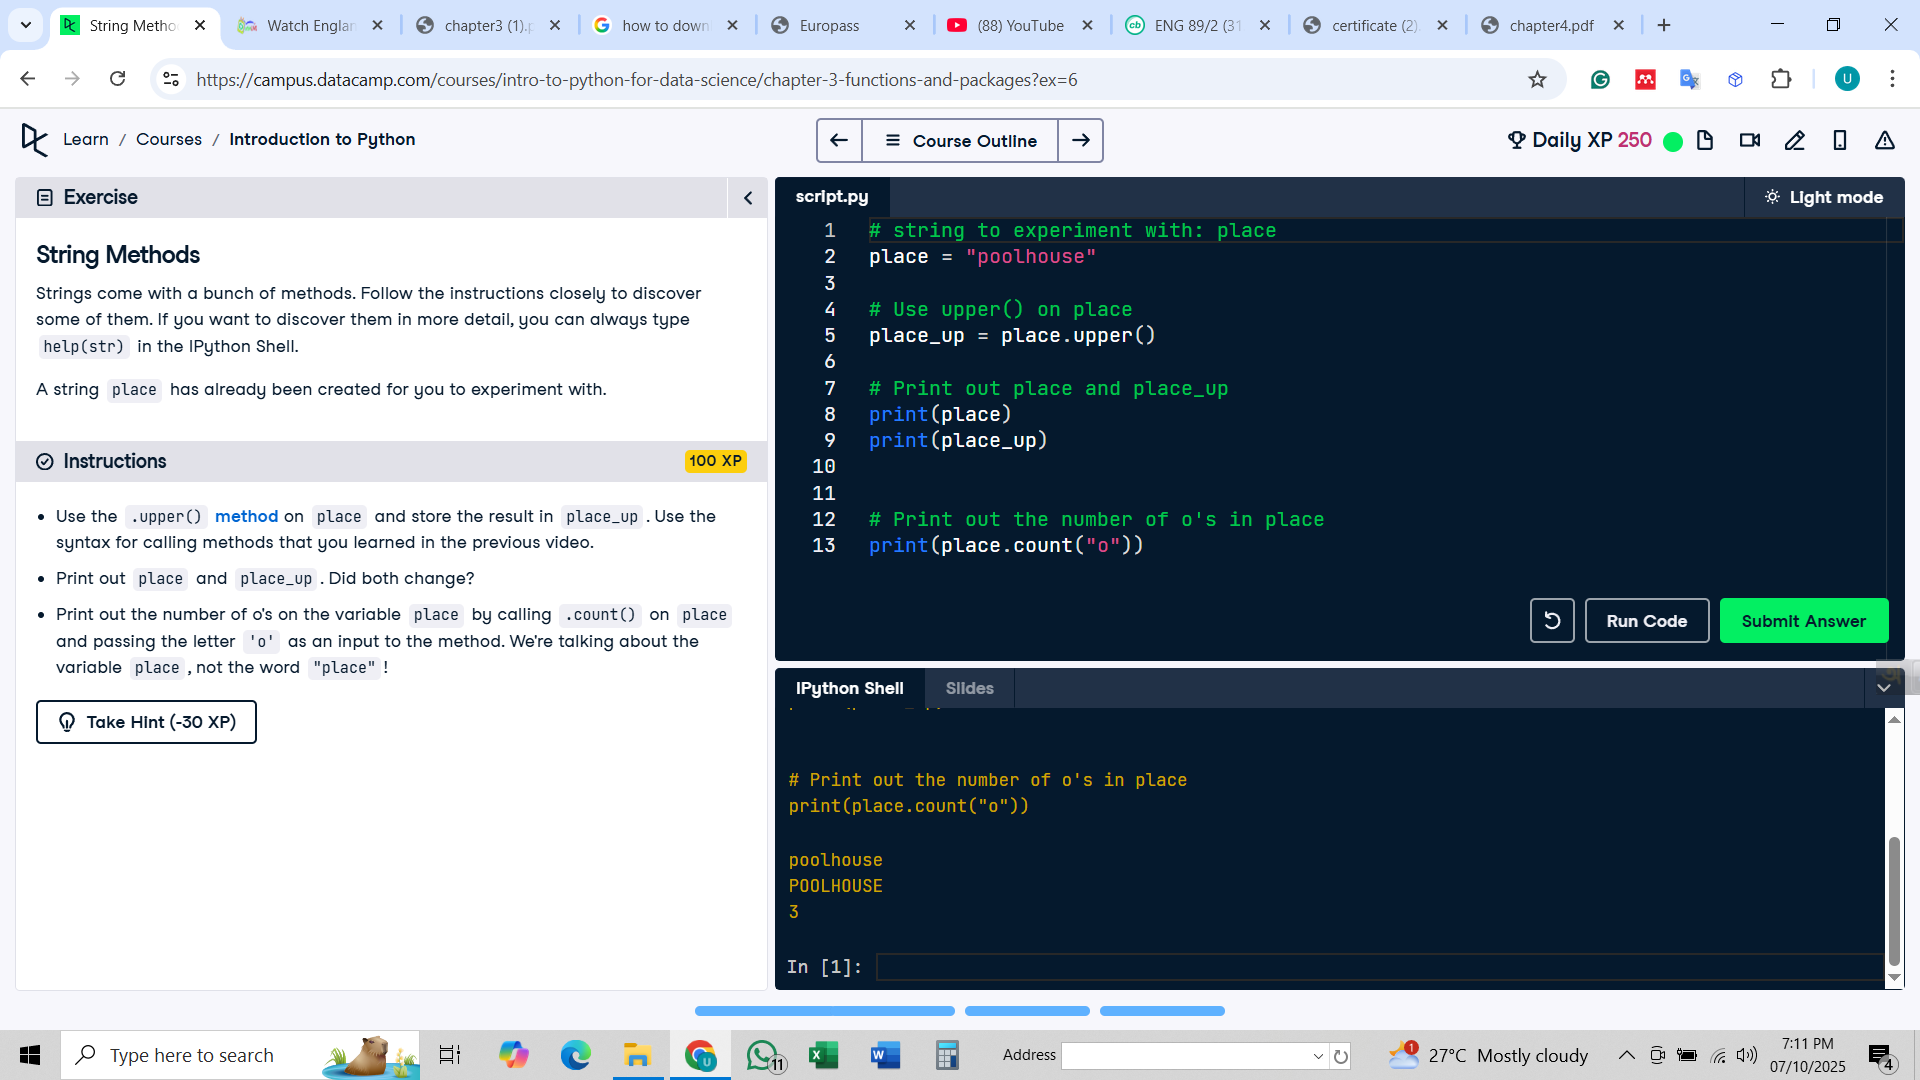 String Metho
Watch Englan
chapter3 (1).p
how to down
Europass
(88) YouTube
ENG 89/2 (31
certificate (2).
chapter4.pdf
https://campus.datacamp.com/courses/intro-to-python-for-data-science/chapter-3-functions-and-packages?ex=6
U
Learn / Courses / Introduction to Python
Course Outline
Daily XP 250
Exercise
String Methods
Strings come with a bunch of methods. Follow the instructions closely to discover
some of them. If you want to discover them in more detail, you can always type
help(str) in the IPython Shell.
A string place has already been created for you to experiment with.
Instructions
100 XP
• Use the .upper() method on place and store the result in place_up. Use the
syntax for calling methods that you learned in the previous video.
• Print out place and place_up. Did both change?
• Print out the number of o's on the variable place by calling .count() on place
and passing the letter 'o' as an input to the method. We're talking about the
variable place, not the word "place"!
Take Hint (-30 XP)
script.py
Light mode
1 # string to experiment with: place
2 place = "poolhouse"
3
4 # Use upper() on place
5 place_up = place.upper()
6
7 # Print out place and place_up
8 print(place)
9 print(place_up)
10
11
12 # Print out the number of o's in place
13 print(place.count("o"))
Run Code
Submit Answer
IPython Shell
Slides
# Print out the number of o's in place
print(place.count("o"))
poolhouse
POOLHOUSE
3
In [1]:
Type here to search
11
Address
1
27°C Mostly cloudy
7:11 PM
07/10/2025
4